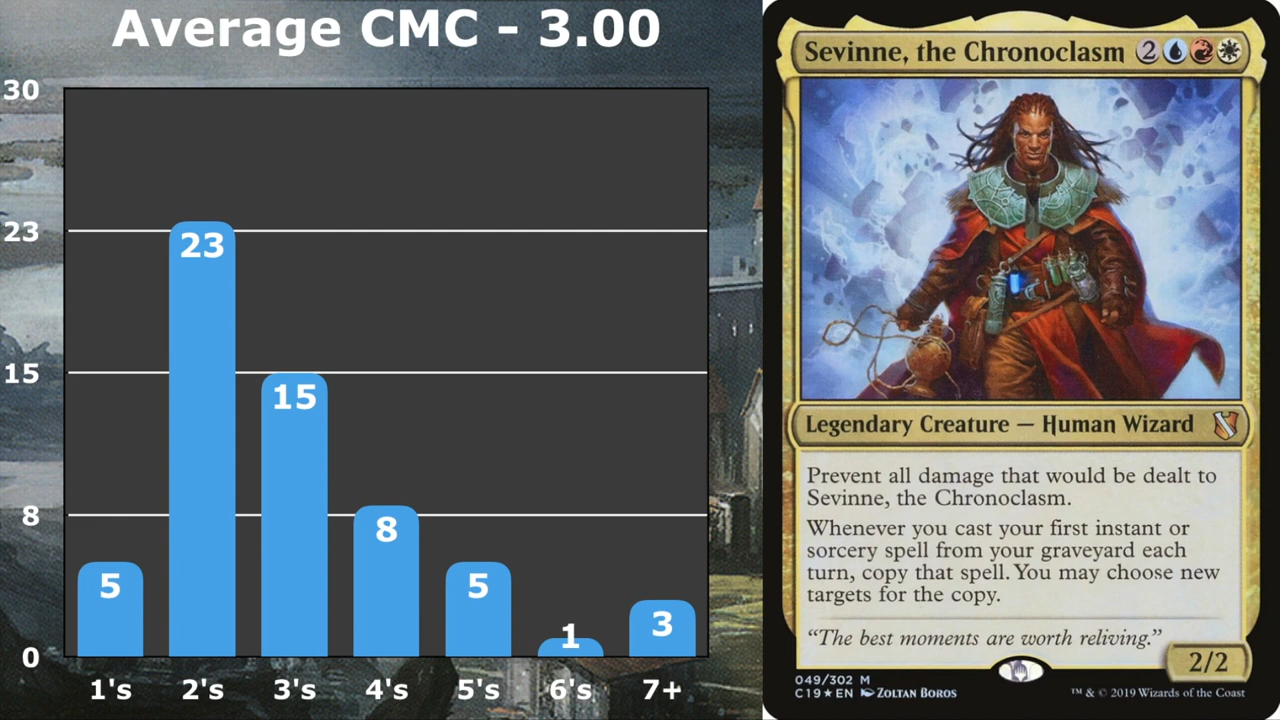 Average CMC - 3.00
30
23
15
8
0
5
23
15
8
5
1
3
1's
2's
3's
4's
5's
6's
7+
Sevinne, the Chronoclasm 2
Legendary Creature — Human Wizard
Prevent all damage that would be dealt to
Sevinne, the Chronoclasm.
Whenever you cast your first instant or
sorcery spell from your graveyard each
turn, copy that spell. You may choose new
targets for the copy.
“The best moments are worth reliving.”
2/2
049/302 M
C19★EN Zoltan Boros
™ & © 2019 Wizards of the Coast